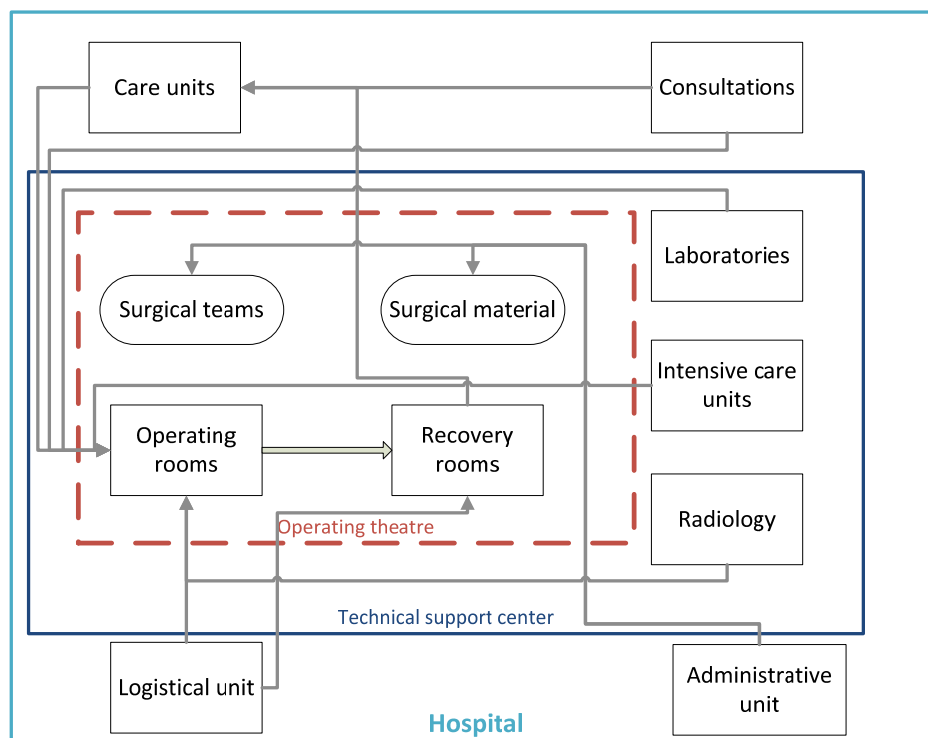 Care units
Consultations
Laboratories
Surgical teams
Surgical material
Intensive care
units
Operating
rooms
Recovery
rooms
Radiology
Operating theatre
Technical support center
Logistical unit
Administrative
unit
Hospital